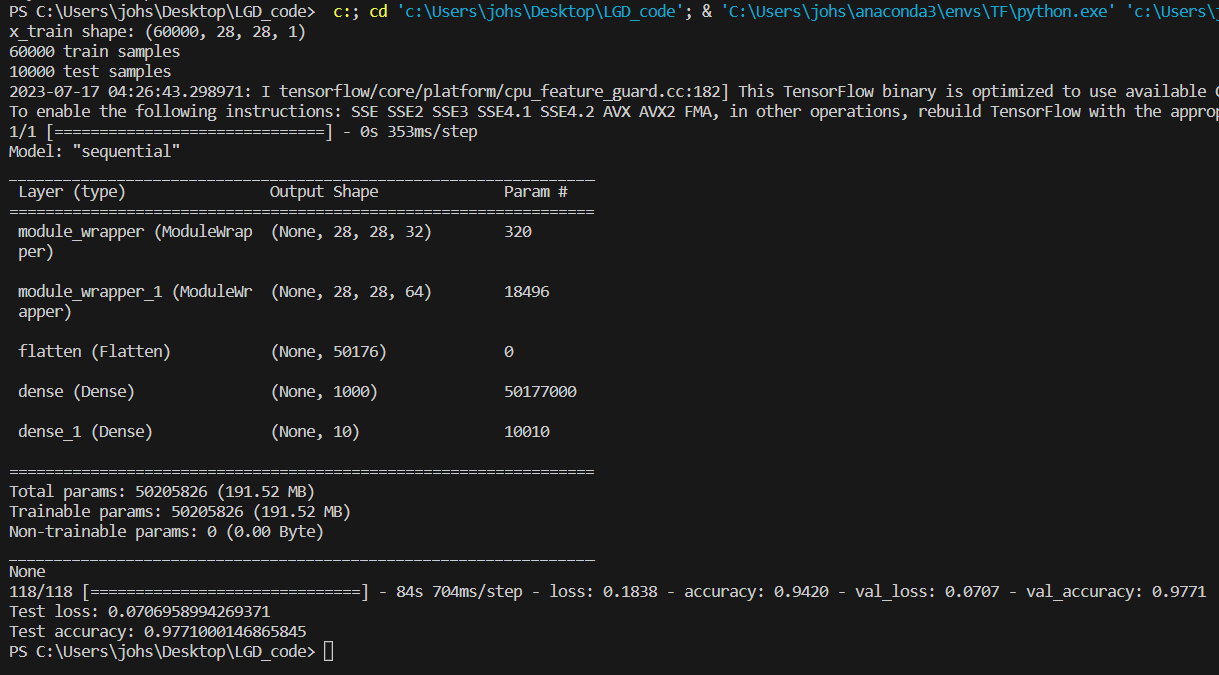 PS C:\Users\johs\Desktop\LGD_code>  c:; cd 'c:\Users\johs\Desktop\LGD_code'; & 'C:\Users\johs\anaconda3\envs\TF\python.exe' 'c:\Users\j
x_train shape: (60000, 28, 28, 1)
60000 train samples
10000 test samples
2023-07-17 04:26:43.298971: I tensorflow/core/platform/cpu_feature_guard.cc:182] This TensorFlow binary is optimized to use available C
To enable the following instructions: SSE SSE2 SSE3 SSE4.1 SSE4.2 AVX AVX2 FMA, in other operations, rebuild TensorFlow with the approp
1/1 [==============================] - 0s 353ms/step
Model: "sequential"
_________________________________________________________________
 Layer (type)                Output Shape              Param #
=================================================================
 module_wrapper (ModuleWrap  (None, 28, 28, 32)        320
 per)
 module_wrapper_1 (ModuleWr  (None, 28, 28, 64)        18496
 apper)
 flatten (Flatten)           (None, 50176)             0
 dense (Dense)               (None, 1000)              50177000
 dense_1 (Dense)             (None, 10)                10010
=================================================================
Total params: 50205826 (191.52 MB)
Trainable params: 50205826 (191.52 MB)
Non-trainable params: 0 (0.00 Byte)
_________________________________________________________________
None
118/118 [==============================] - 84s 704ms/step - loss: 0.1838 - accuracy: 0.9420 - val_loss: 0.0707 - val_accuracy: 0.9771
Test loss: 0.0706958994269371
Test accuracy: 0.9771000146865845
PS C:\Users\johs\Desktop\LGD_code>